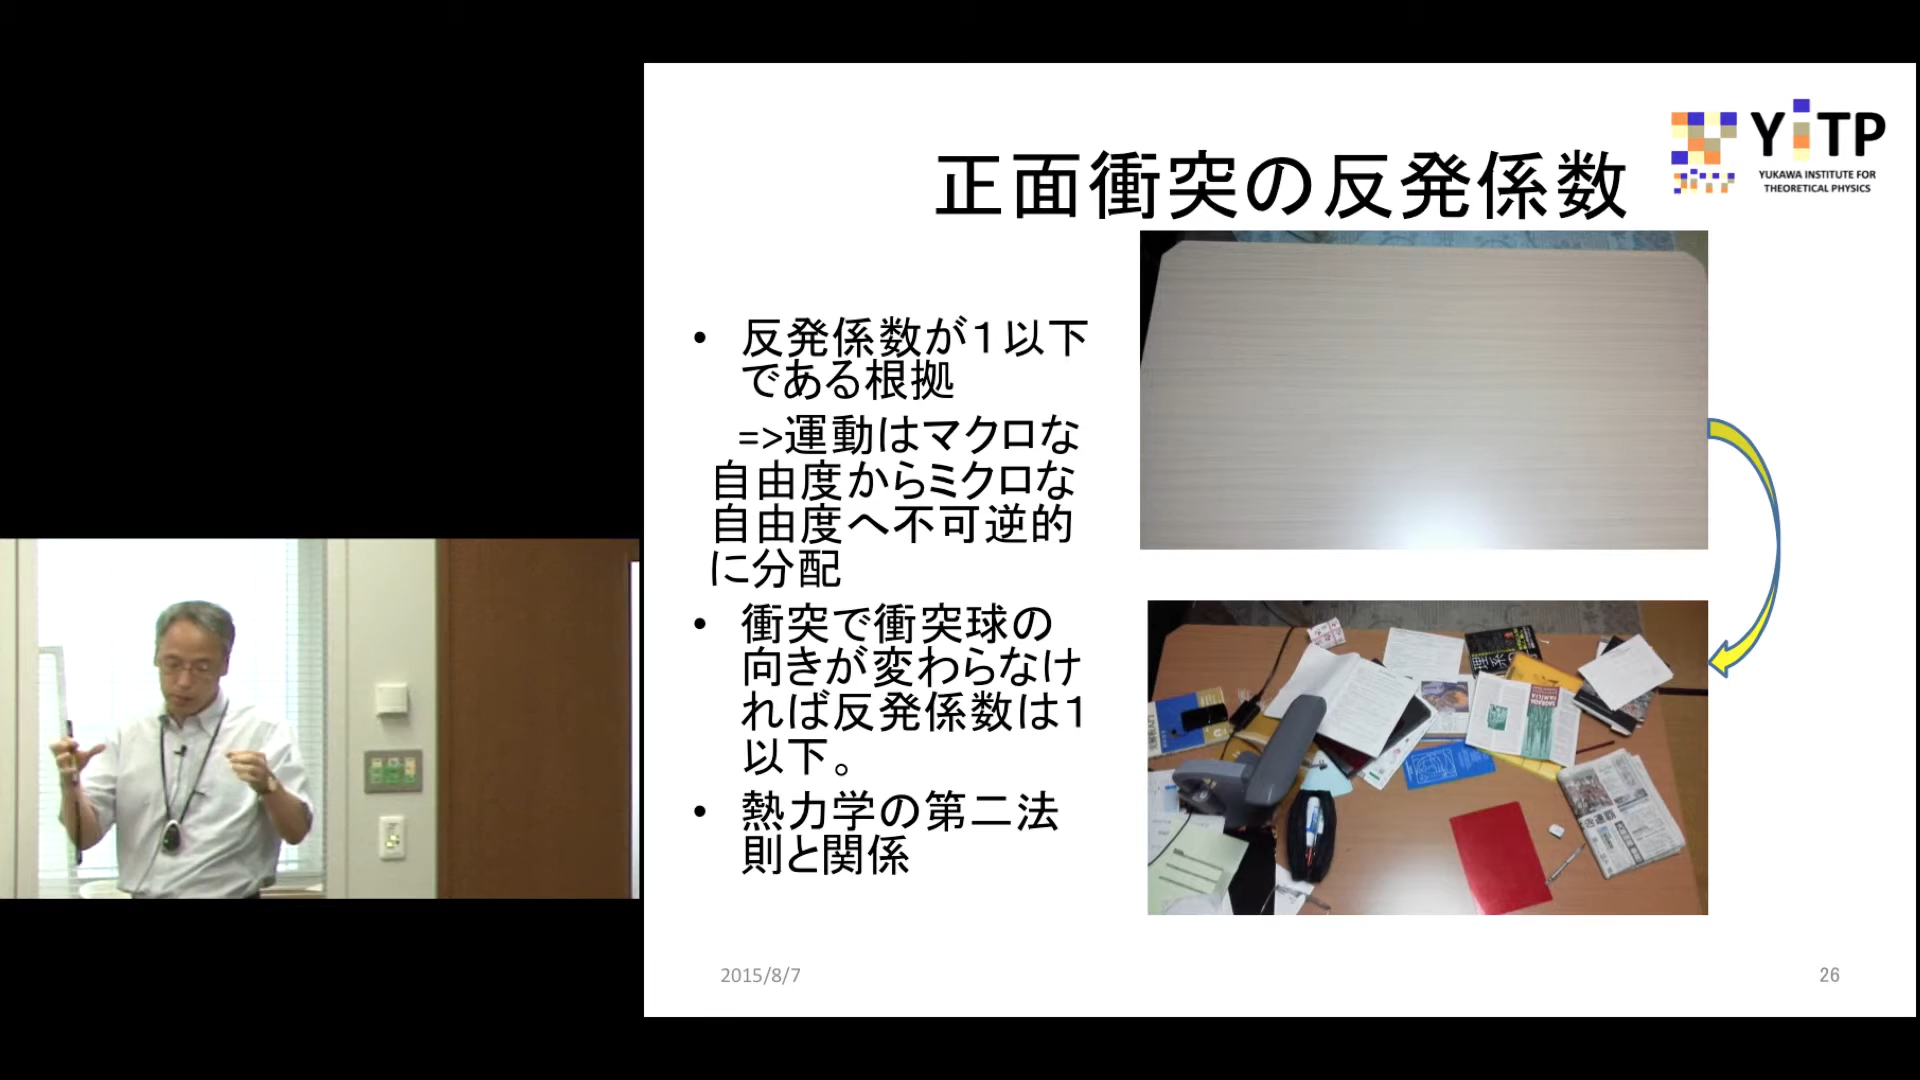 正面衝突の反発係数
YiTP
YUKAWA INSTITUTE FOR
THEORETICAL PHYSICS
• 反発係数が１以下
である根拠
=>運動はマクロな
自由度からミクロな
自由度へ不可逆的
に分配
• 衝突で衝突球の
向きが変わらなけ
れば反発係数は１
以下。
• 熱力学の第二法
則と関係
2015/8/7
26